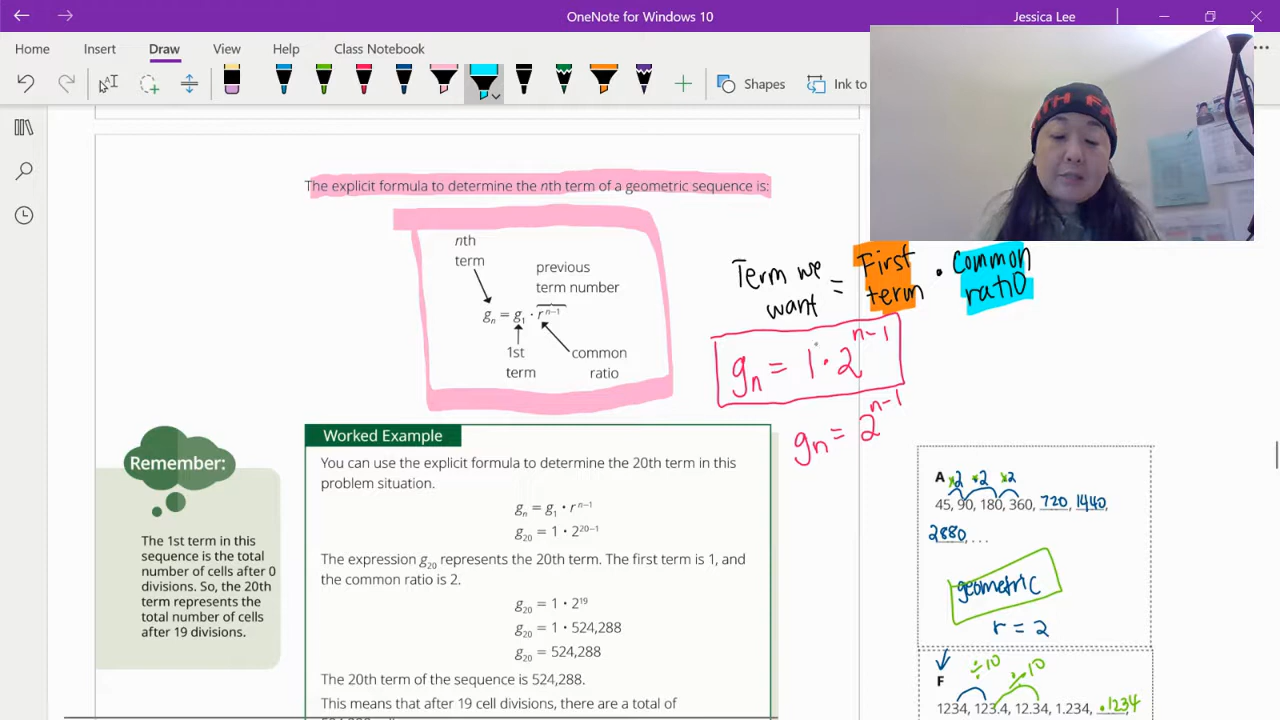 OneNote for Windows 10
Jessica Lee
Home
Insert
Draw
View
Help
Class Notebook
Shapes
Ink to
The explicit formula to determine the nth term of a geometric sequence is:
nth
term
previous
term number
gₙ = g₁ · rⁿ⁻¹
1st
term
common
ratio
Term we
want
= First
term
· Common
ratio
gₙ = 1 · 2ⁿ⁻¹
gₙ = 2ⁿ⁻¹
Remember:
The 1st term in this
sequence is the total
number of cells after 0
divisions. So, the 20th
term represents the
total number of cells
after 19 divisions.
Worked Example
You can use the explicit formula to determine the 20th term in this
problem situation.
gₙ = g₁ · rⁿ⁻¹
g₂₀ = 1 · 2²⁰⁻¹
The expression g₂₀ represents the 20th term. The first term is 1, and
the common ratio is 2.
g₂₀ = 1 · 2¹⁹
g₂₀ = 1 · 524,288
g₂₀ = 524,288
The 20th term of the sequence is 524,288.
This means that after 19 cell divisions, there are a total of
A ×2 ×2 ×2
45, 90, 180, 360, 720, 1440,
2880, . . .
geometric
r = 2
÷10 ÷10
F
1234, 123.4, 12.34, 1.234, .1234